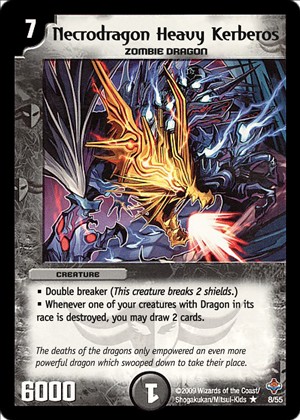 7 Necrodragon Heavy Kerberos
ZOMBIE DRAGON
CREATURE
• Double breaker (This creature breaks 2 shields.)
• Whenever one of your creatures with Dragon in its
race is destroyed, you may draw 2 cards.
The deaths of the dragons only empowered an even more
powerful dragon which swooped down to take their place.
6000
1
©2009 Wizards of the Coast/
Shogakukan/Mitsui-Kids ★ 8/55